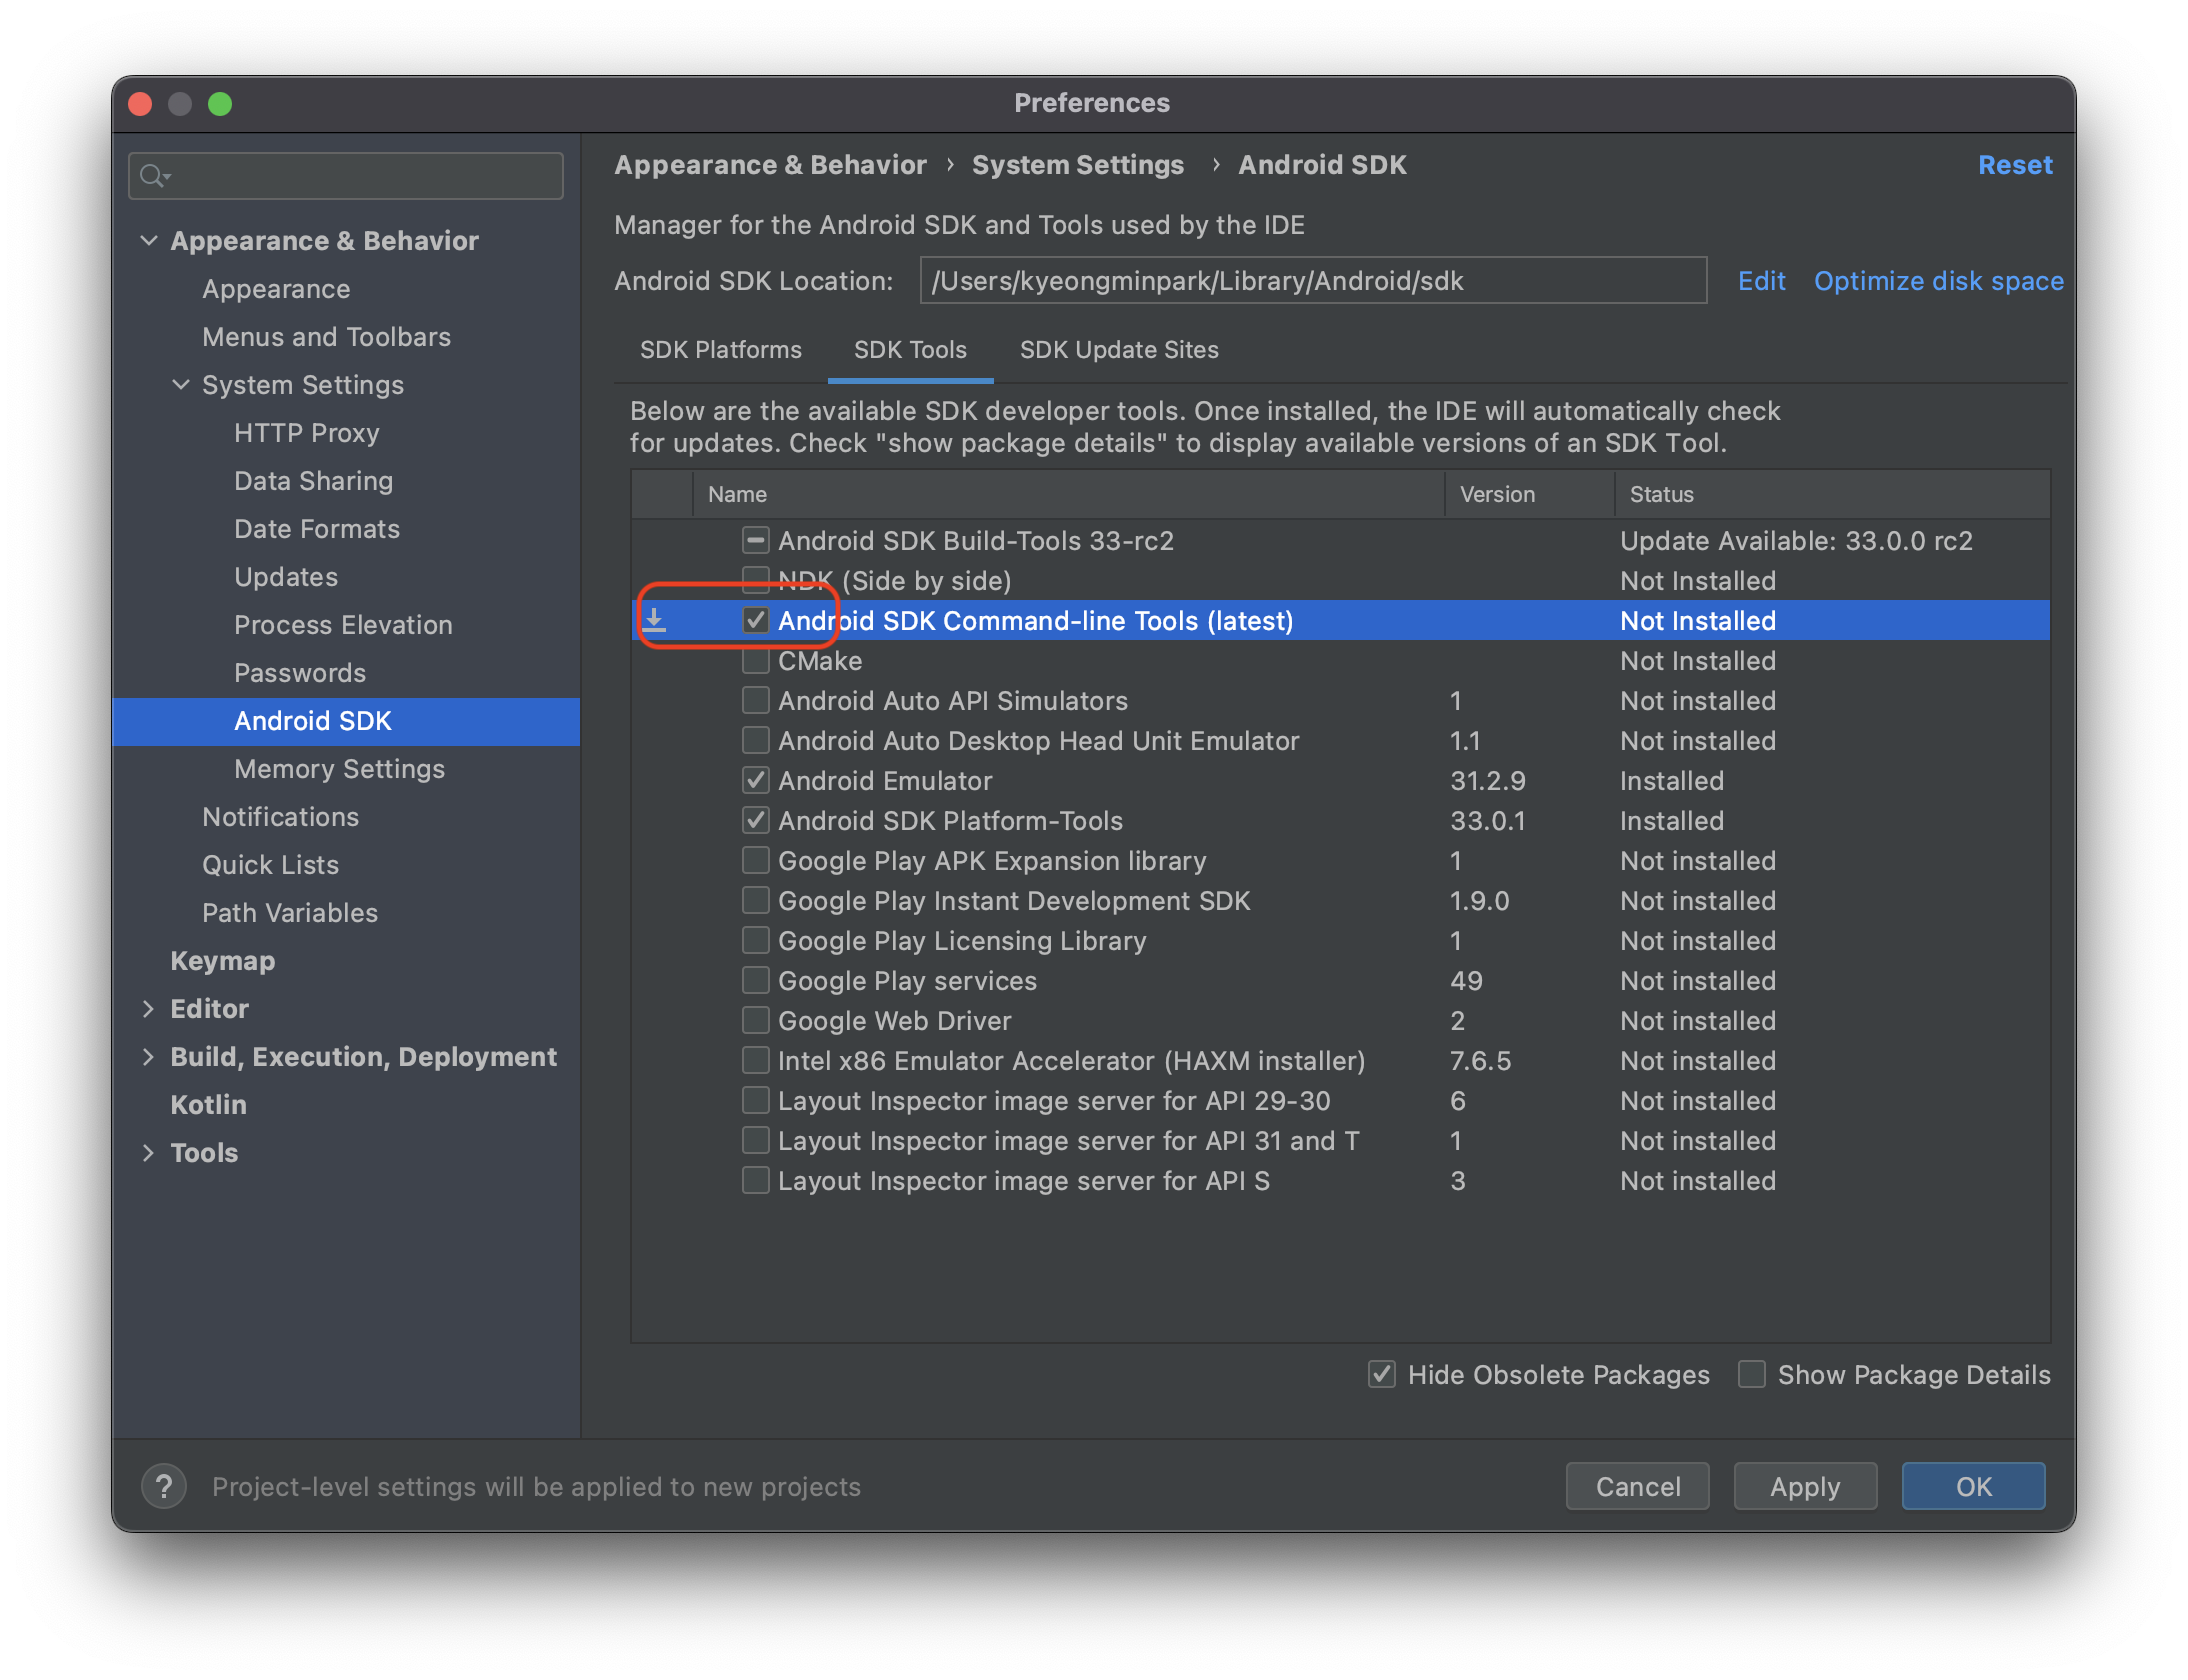 Preferences
Appearance & Behavior
Appearance
Menus and Toolbars
System Settings
HTTP Proxy
Data Sharing
Date Formats
Updates
Process Elevation
Passwords
Android SDK
Memory Settings
Notifications
Quick Lists
Path Variables
Keymap
Editor
Build, Execution, Deployment
Kotlin
Tools
Appearance & Behavior › System Settings › Android SDK Reset
Manager for the Android SDK and Tools used by the IDE
Android SDK Location: /Users/kyeongminpark/Library/Android/sdk Edit Optimize disk space
SDK Platforms SDK Tools SDK Update Sites
Below are the available SDK developer tools. Once installed, the IDE will automatically check
for updates. Check "show package details" to display available versions of an SDK Tool.
Name Version Status
Android SDK Build-Tools 33-rc2 Update Available: 33.0.0 rc2
NDK (Side by side) Not Installed
Android SDK Command-line Tools (latest) Not Installed
CMake Not Installed
Android Auto API Simulators 1 Not installed
Android Auto Desktop Head Unit Emulator 1.1 Not installed
Android Emulator 31.2.9 Installed
Android SDK Platform-Tools 33.0.1 Installed
Google Play APK Expansion library 1 Not installed
Google Play Instant Development SDK 1.9.0 Not installed
Google Play Licensing Library 1 Not installed
Google Play services 49 Not installed
Google Web Driver 2 Not installed
Intel x86 Emulator Accelerator (HAXM installer) 7.6.5 Not installed
Layout Inspector image server for API 29-30 6 Not installed
Layout Inspector image server for API 31 and T 1 Not installed
Layout Inspector image server for API S 3 Not installed
Hide Obsolete Packages Show Package Details
? Project-level settings will be applied to new projects Cancel Apply OK